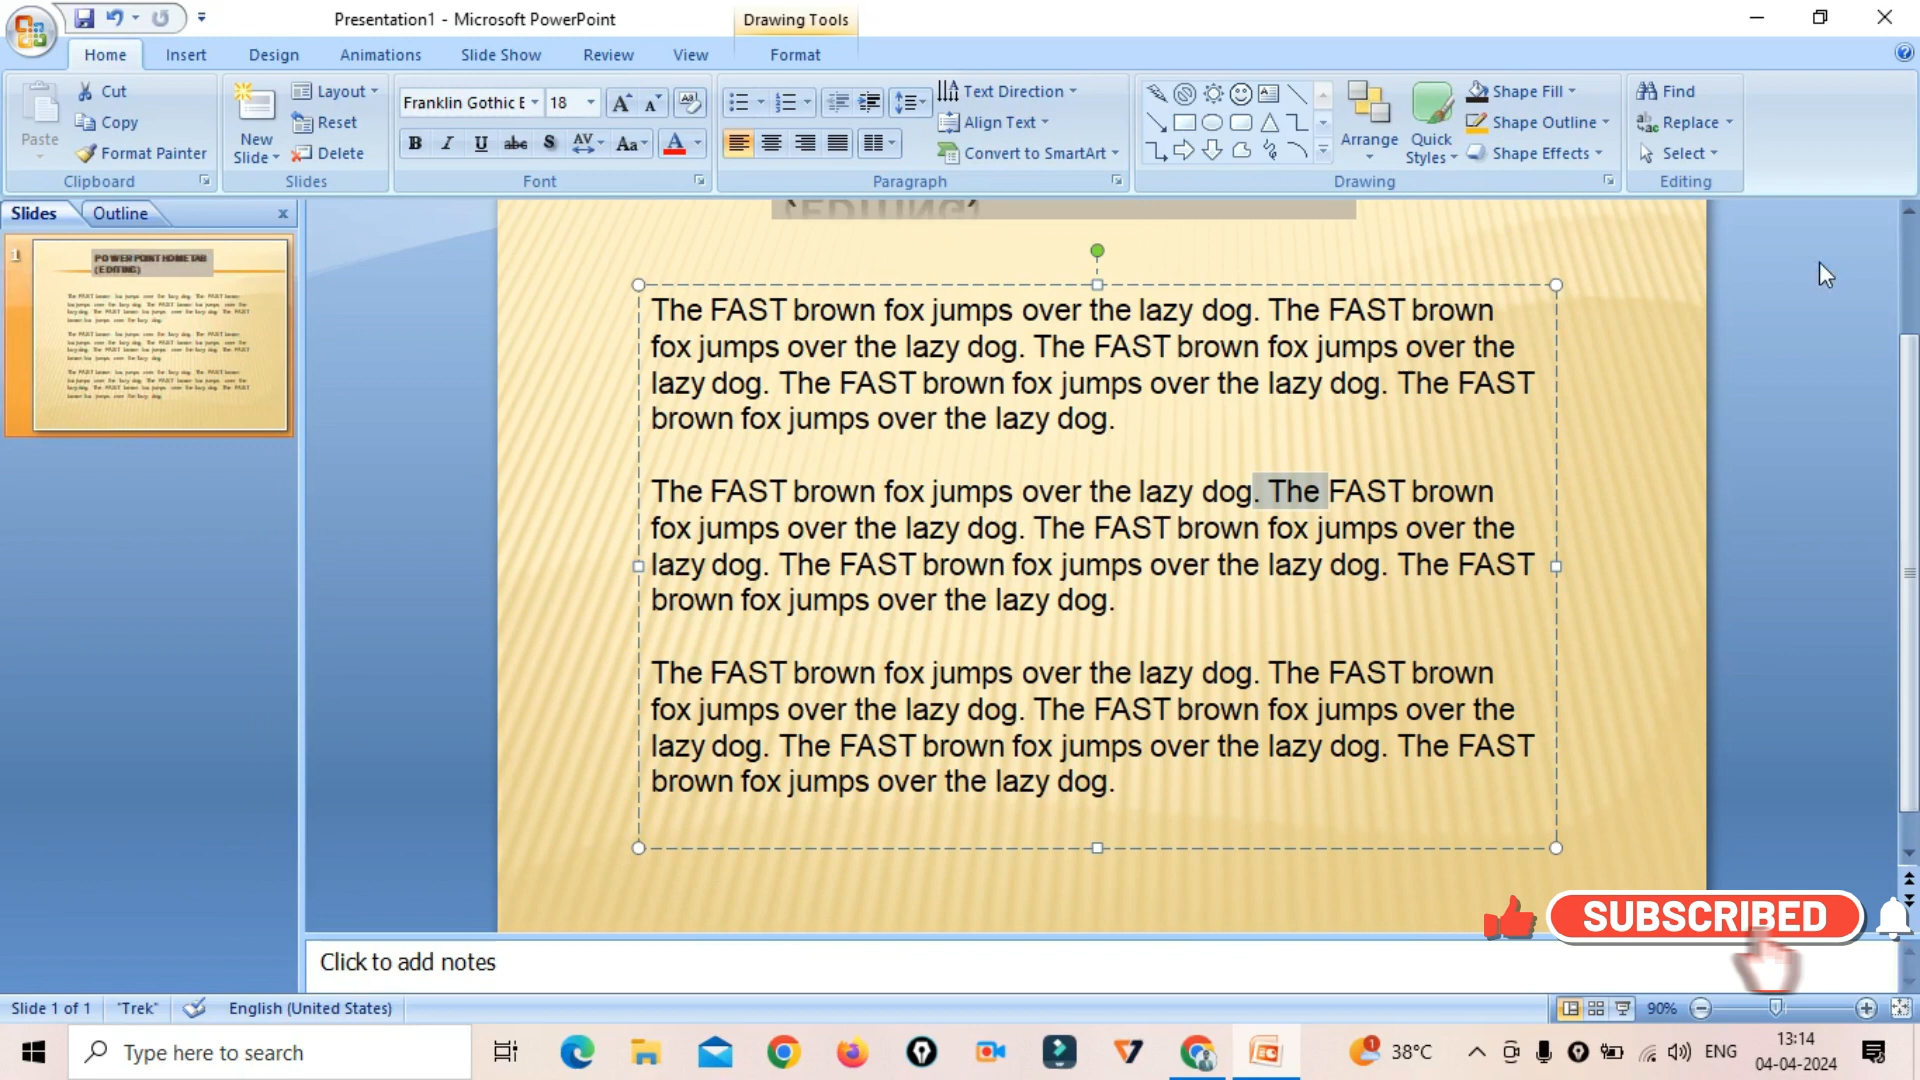 Presentation1 - Microsoft PowerPoint
Drawing Tools
Home
Insert
Design
Animations
Slide Show
Review
View
Format
Paste
Cut
Copy
Format Painter
Clipboard
New
Slide
Layout
Reset
Delete
Slides
Franklin Gothic E
18
B I U abe S AV Aa A
Font
Text Direction
Align Text
Convert to SmartArt
Paragraph
Arrange
Quick
Styles
Shape Fill
Shape Outline
Shape Effects
Drawing
Find
Replace
Select
Editing
Slides
Outline
x
1
POWERPOINT HOME TAB
(EDITING)
The FAST brown fox jumps over the lazy dog. The FAST brown
fox jumps over the lazy dog. The FAST brown fox jumps over the
lazy dog. The FAST brown fox jumps over the lazy dog. The FAST
brown fox jumps over the lazy dog.
The FAST brown fox jumps over the lazy dog. The FAST brown
fox jumps over the lazy dog. The FAST brown fox jumps over the
lazy dog. The FAST brown fox jumps over the lazy dog. The FAST
brown fox jumps over the lazy dog.
The FAST brown fox jumps over the lazy dog. The FAST brown
fox jumps over the lazy dog. The FAST brown fox jumps over the
lazy dog. The FAST brown fox jumps over the lazy dog. The FAST
brown fox jumps over the lazy dog.
SUBSCRIBED
Click to add notes
Slide 1 of 1
"Trek"
English (United States)
90%
Type here to search
38°C
ENG
13:14
04-04-2024